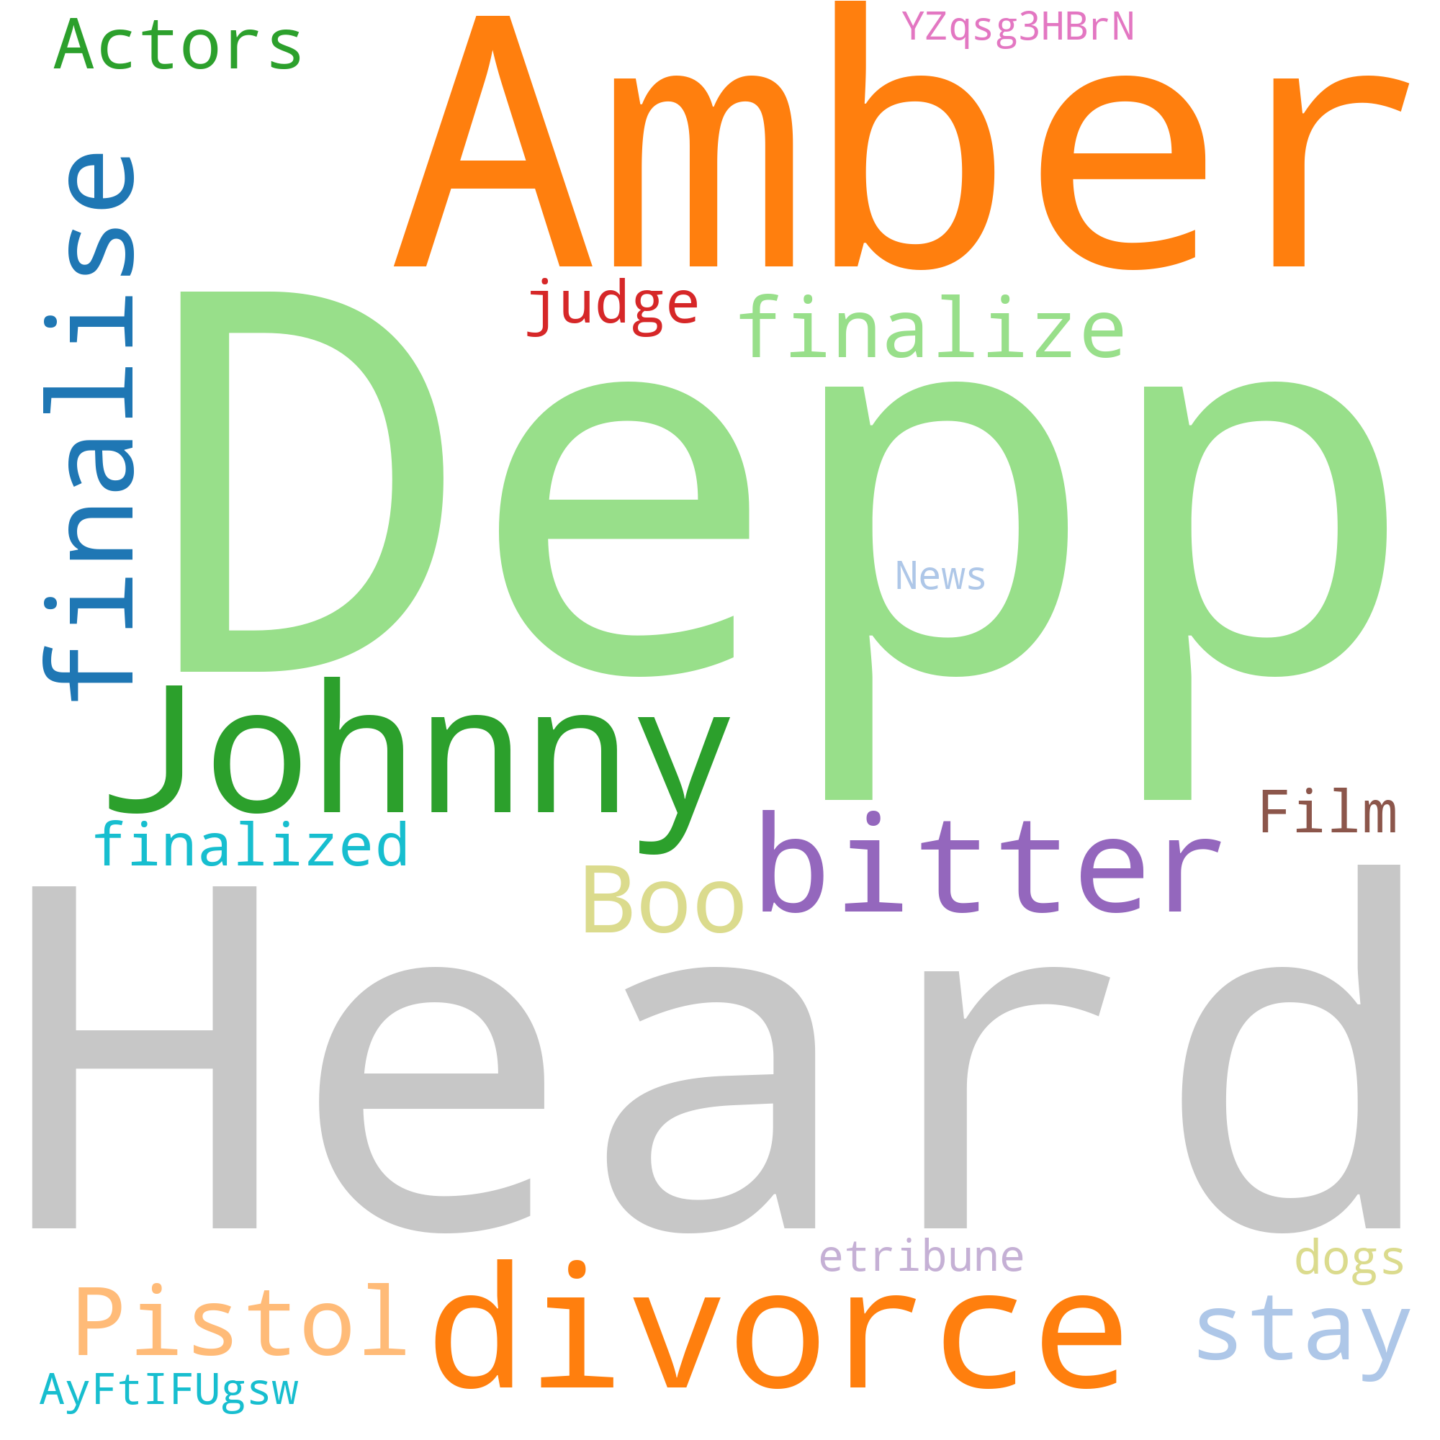 Actors
Amber
YZqsg3HBrN
finalise
judge
finalize
Depp
News
Johnny
finalized
Boo
bitter
Film
Heard
etribune
dogs
Pistol
divorce
stay
AyFtIFUgsw